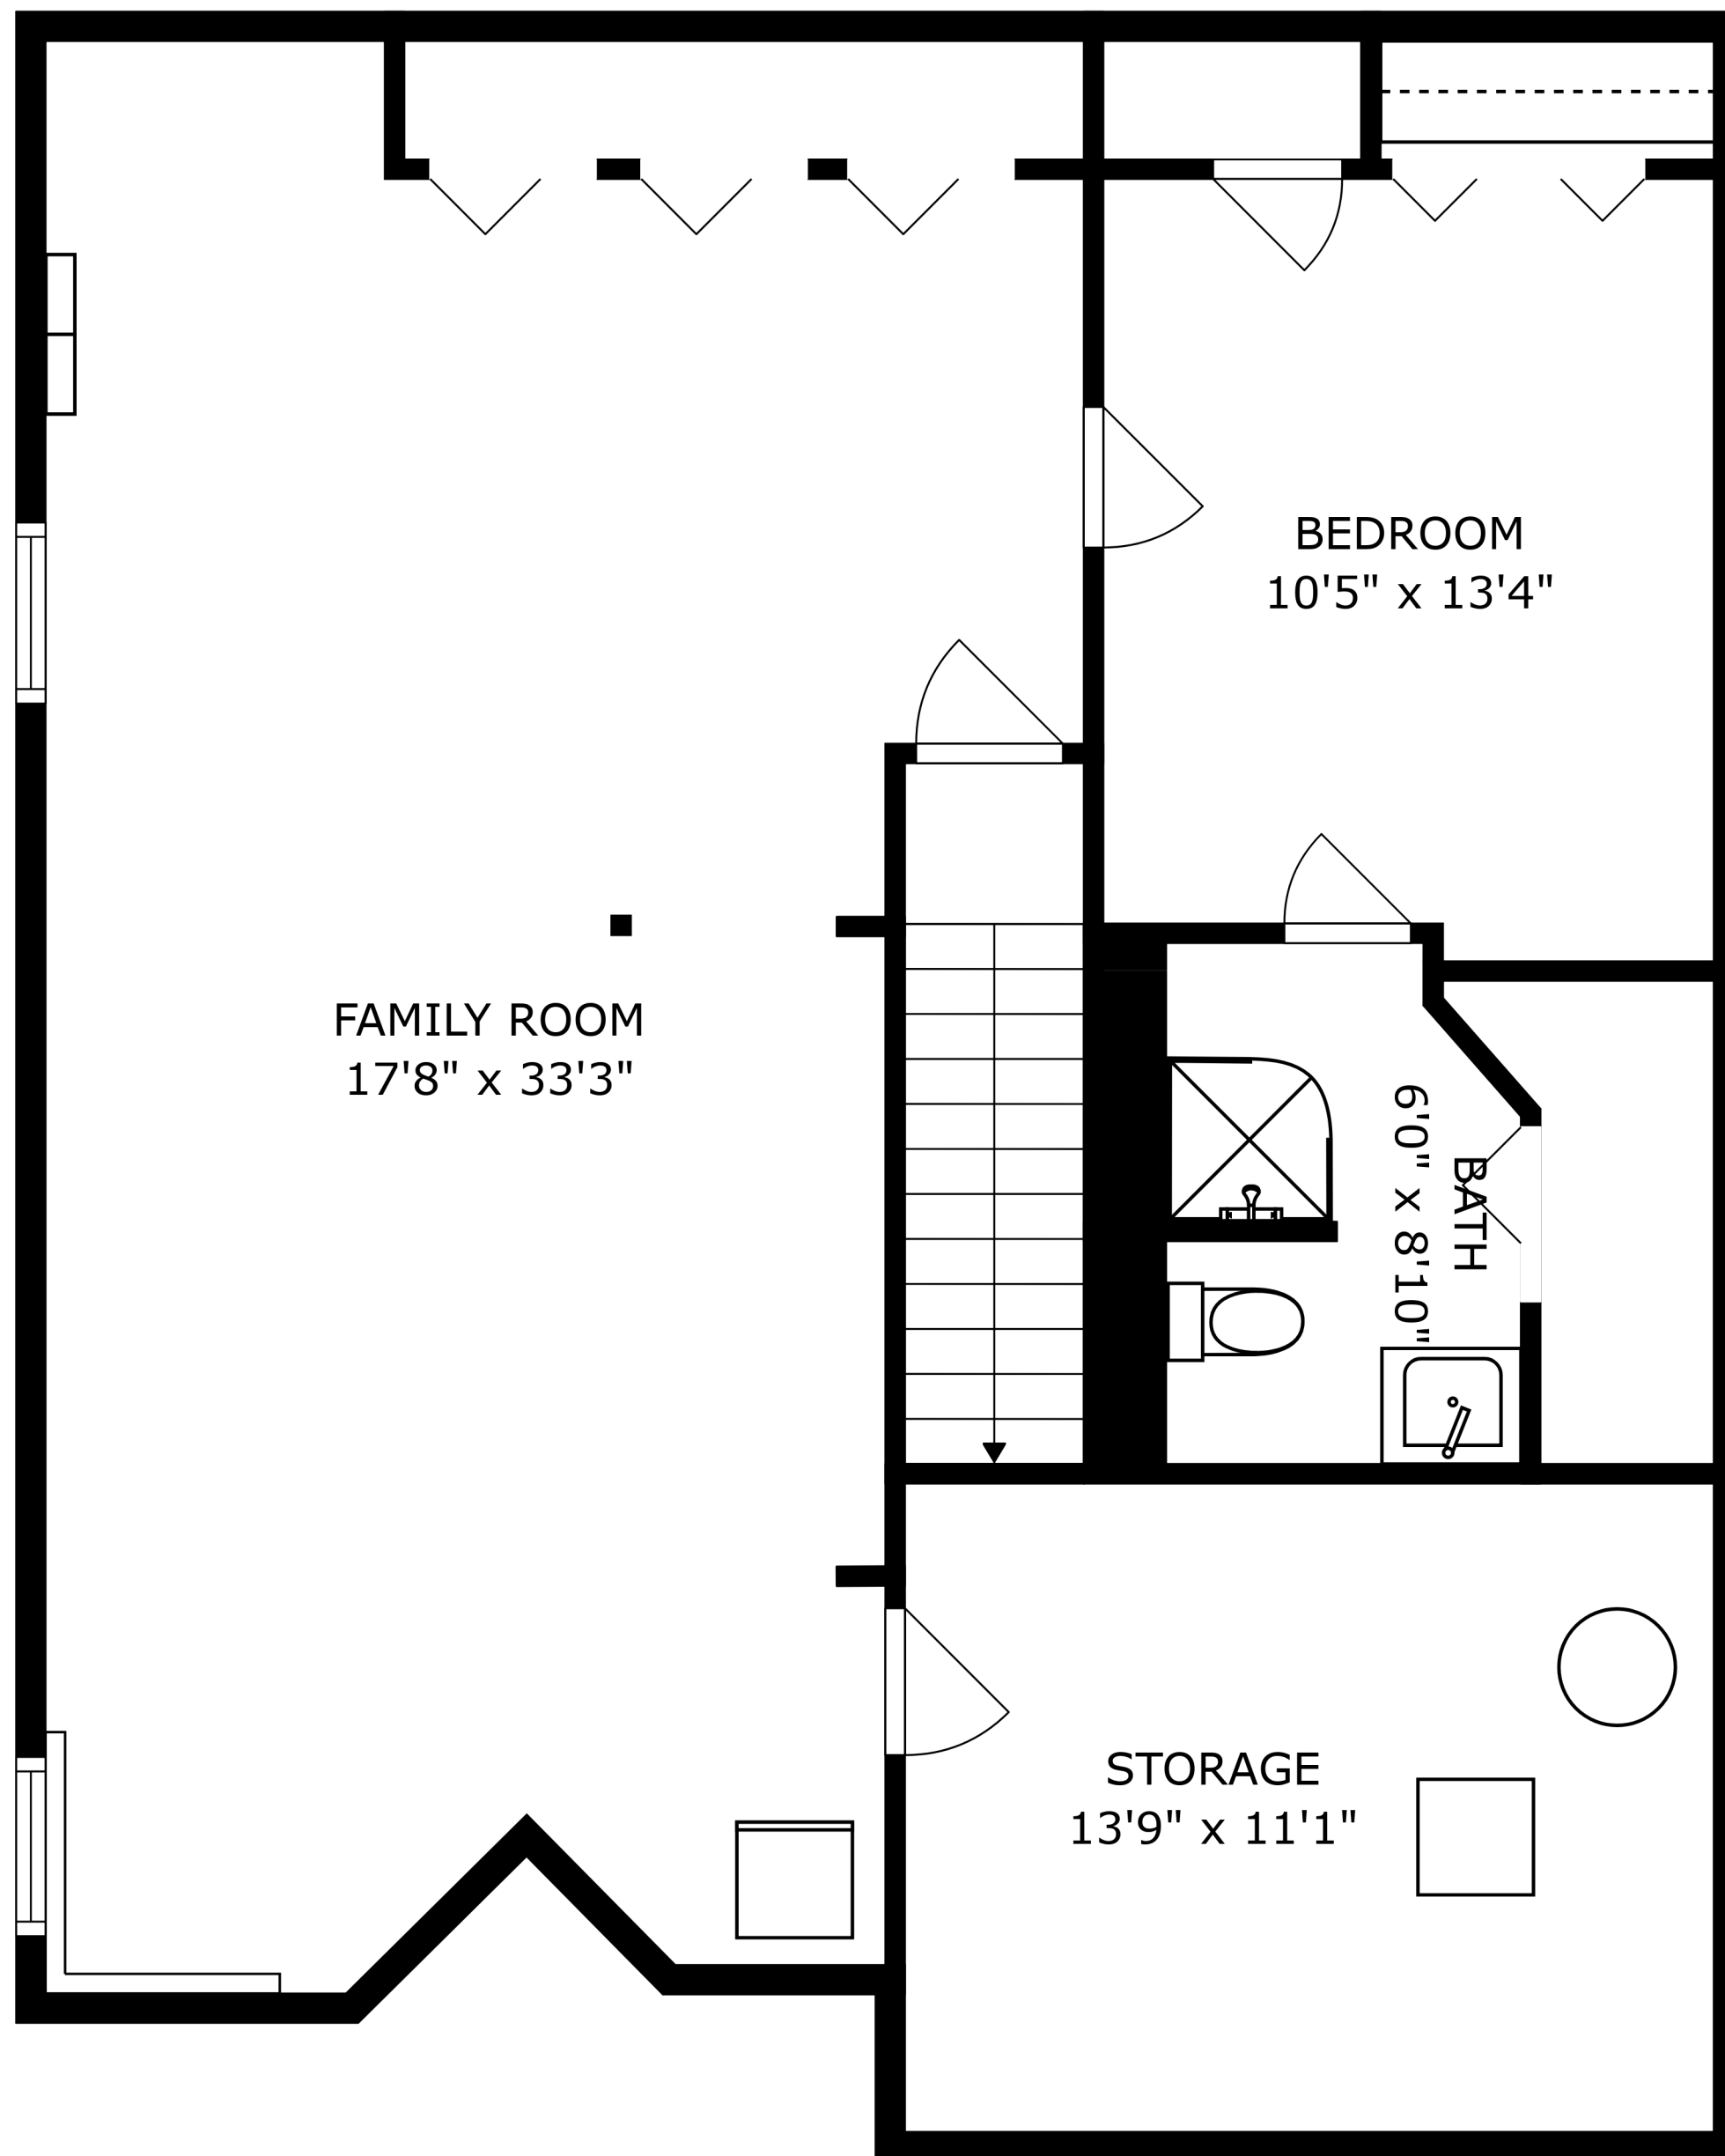 BEDROOM
10'5" x 13'4"
FAMILY ROOM
17'8" x 33'3"
BATH
6'0" x 8'10"
STORAGE
13'9" x 11'1"